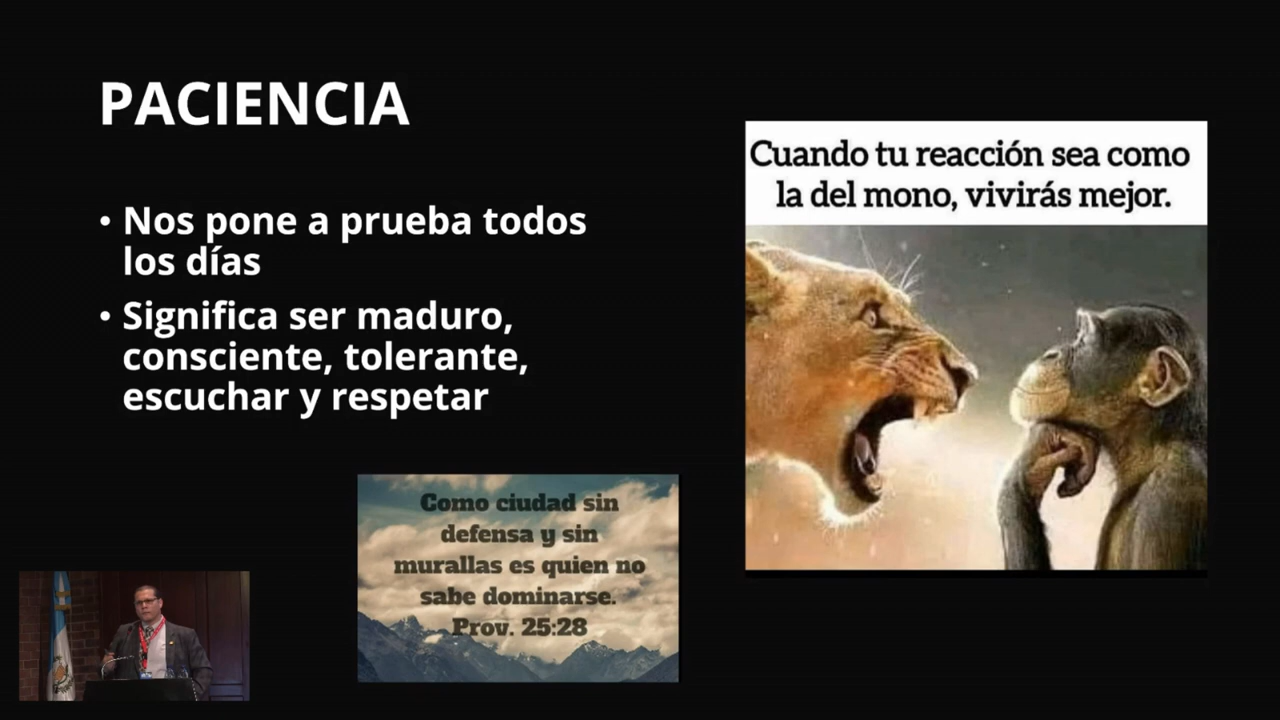 PACIENCIA
• Nos pone a prueba todos
los días
• Significa ser maduro,
consciente, tolerante,
escuchar y respetar
Cuando tu reacción sea como
la del mono, vivirás mejor.
Como ciudad sin
defensa y sin
murallas es quien no
sabe dominarse.
Prov. 25:28